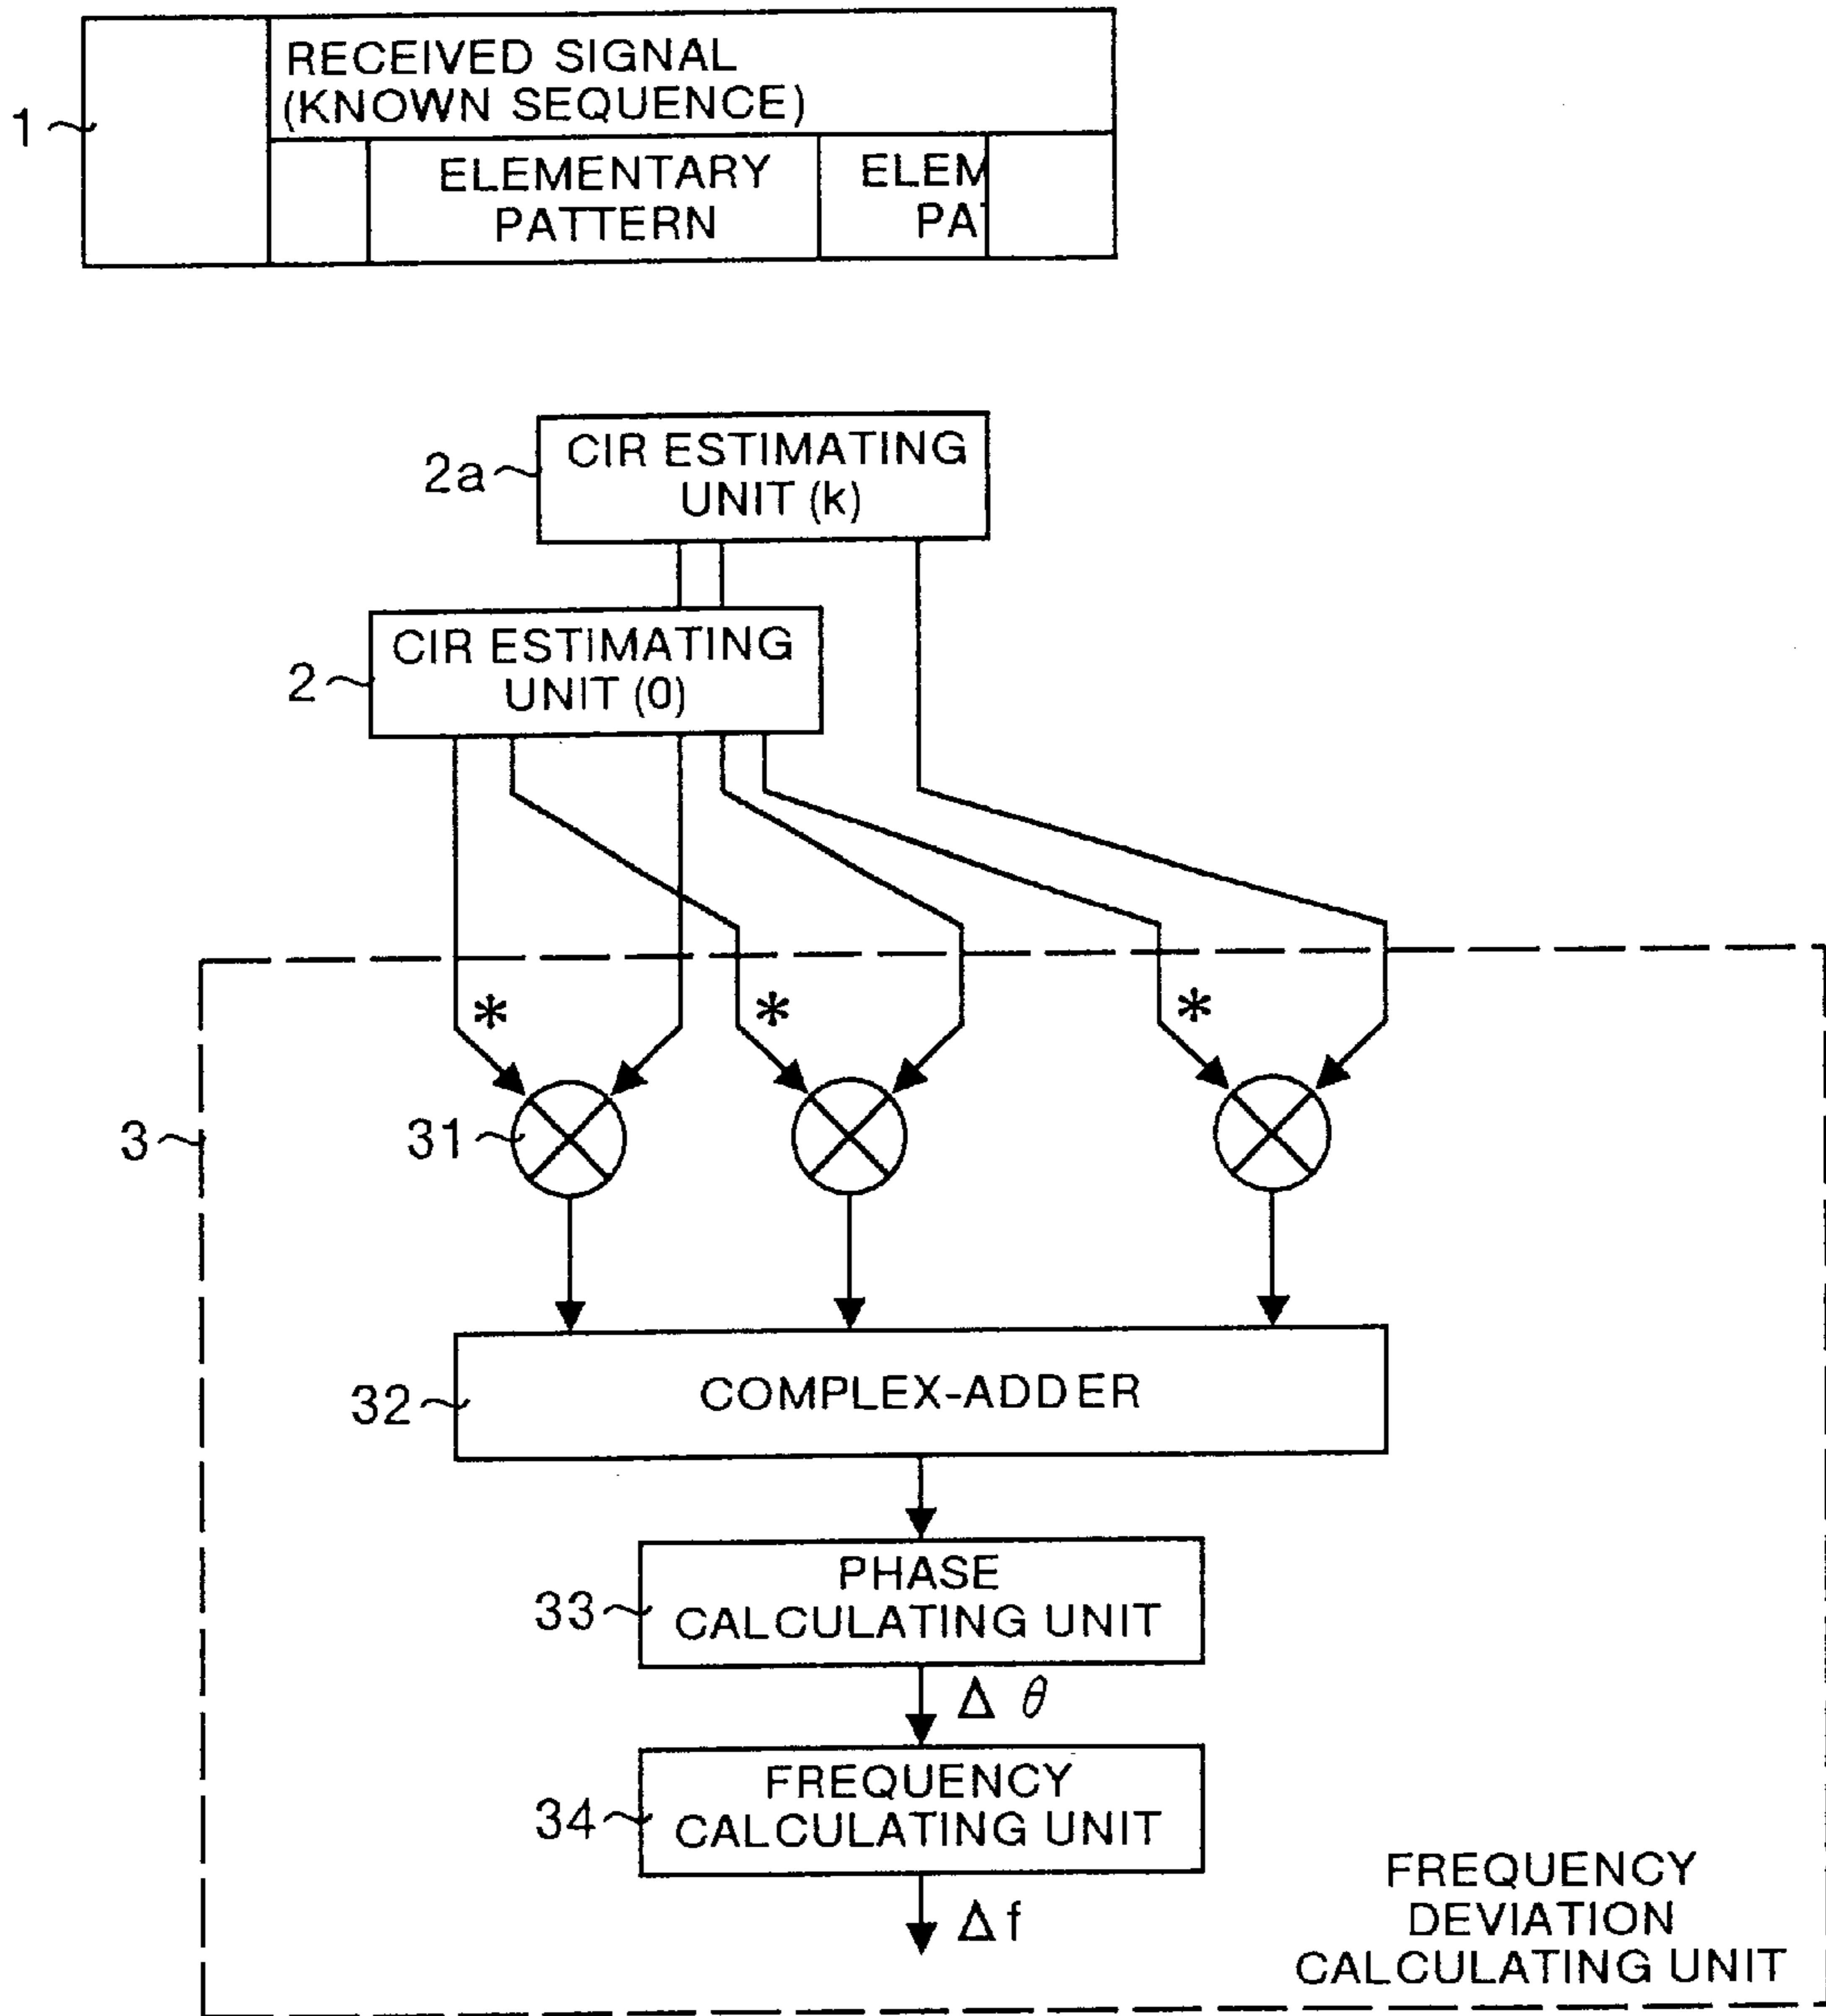 RECEIVED SIGNAL
(KNOWN SEQUENCE)
1
ELEMENTARY
PATTERN
ELEM
PA
2a
CIR ESTIMATING
UNIT (k)
2
CIR ESTIMATING
UNIT (0)
* * *
3
31
32
COMPLEX-ADDER
33
PHASE
CALCULATING UNIT
Δ θ
34
FREQUENCY
CALCULATING UNIT
Δf
FREQUENCY
DEVIATION
CALCULATING UNIT